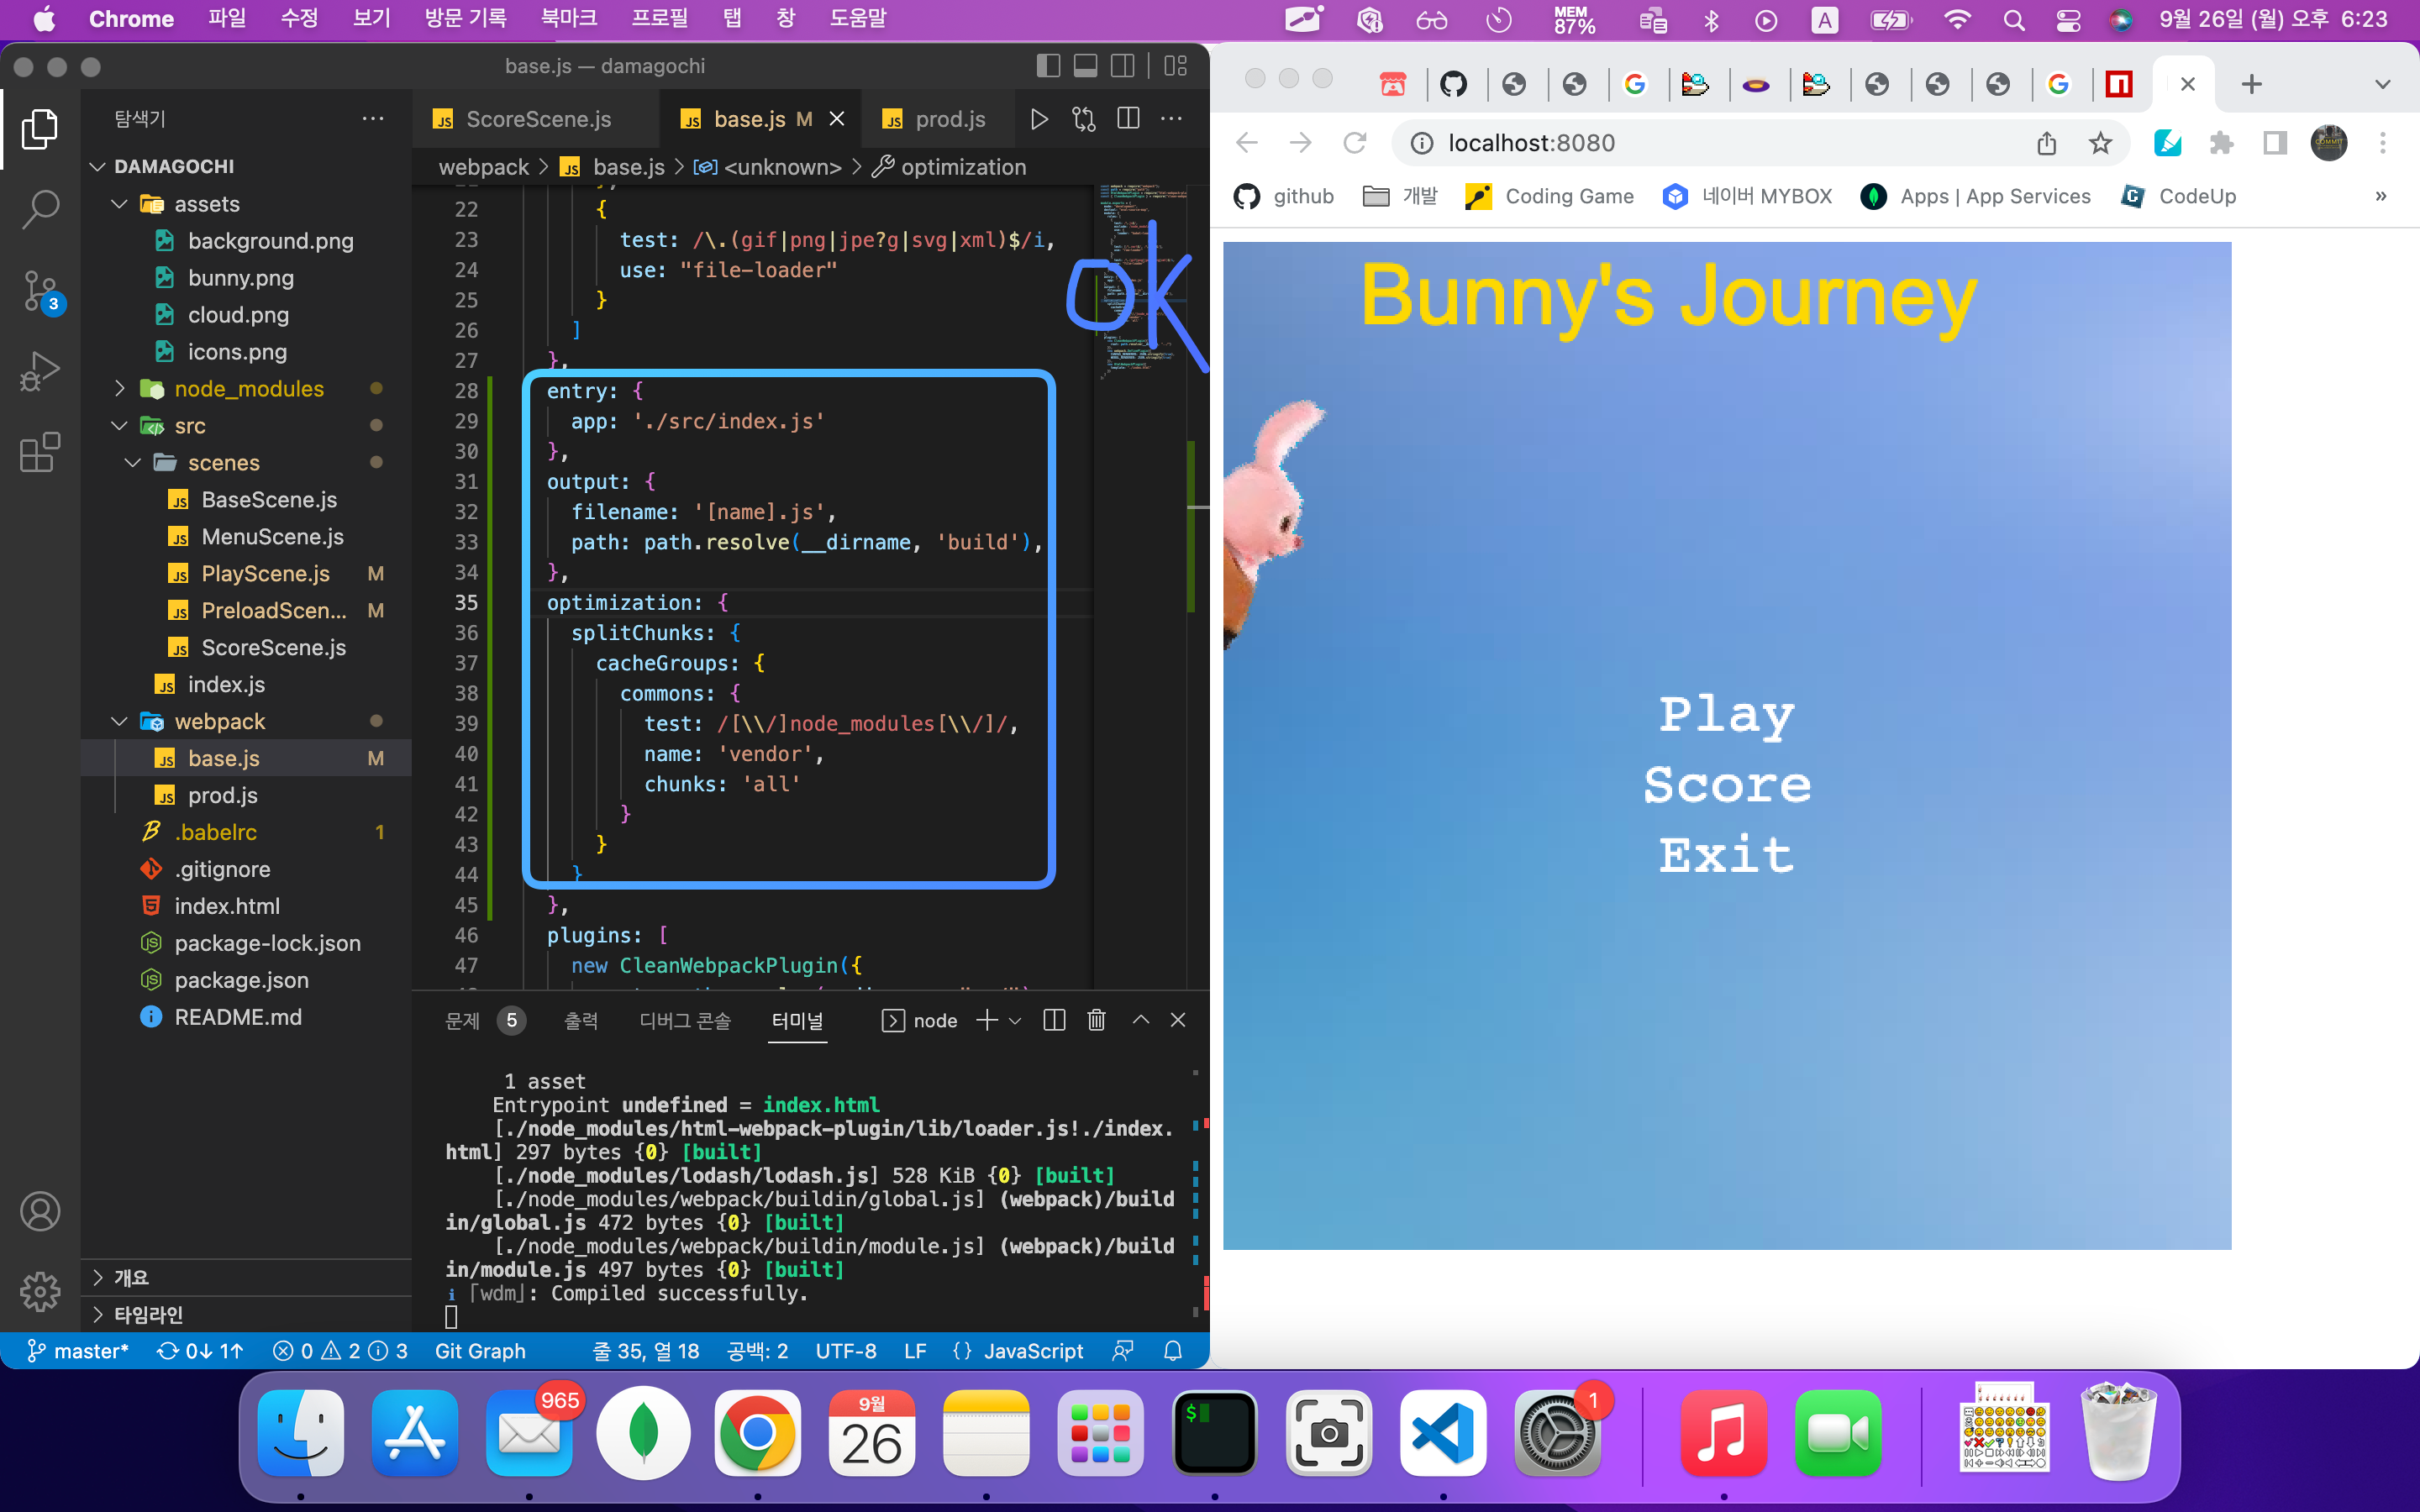 Chrome 파일 수정 보기 방문 기록 북마크 프로필 탭 창 도움말 MEM 87% A 9월 26일 (월) 오후 6:23
base.js — damagochi
탐색기
DAMAGOCHI
assets
background.png
bunny.png
cloud.png
icons.png
node_modules
src
scenes
BaseScene.js
MenuScene.js
PlayScene.js M
PreloadScen... M
ScoreScene.js
index.js
webpack
base.js M
prod.js
.babelrc 1
.gitignore
index.html
package-lock.json
package.json
README.md
개요
타임라인
3
ScoreScene.js base.js M prod.js
webpack > base.js > <unknown> > optimization
22 {
23 test: /\.(gif|png|jpe?g|svg|xml)$/i,
24 use: "file-loader"
25 }
26 ]
27 },
28 entry: {
29 app: './src/index.js'
30 },
31 output: {
32 filename: '[name].js',
33 path: path.resolve(__dirname, 'build'),
34 },
35 optimization: {
36 splitChunks: {
37 cacheGroups: {
38 commons: {
39 test: /[\\/]node_modules[\\/]/,
40 name: 'vendor',
41 chunks: 'all'
42 }
43 }
44 }
45 },
46 plugins: [
47 new CleanWebpackPlugin({
OK
문제 5 출력 디버그 콘솔 터미널 node
1 asset
Entrypoint undefined = index.html
[./node_modules/html-webpack-plugin/lib/loader.js!./index.
html] 297 bytes {0} [built]
[./node_modules/lodash/lodash.js] 528 KiB {0} [built]
[./node_modules/webpack/buildin/global.js] (webpack)/build
in/global.js 472 bytes {0} [built]
[./node_modules/webpack/buildin/module.js] (webpack)/build
in/module.js 497 bytes {0} [built]
ℹ ｢wdm｣: Compiled successfully.
master* 0↓ 1↑ 0 2 3 Git Graph 줄 35, 열 18 공백: 2 UTF-8 LF {} JavaScript
localhost:8080
github 개발 Coding Game 네이버 MYBOX Apps | App Services CodeUp »
Bunny's Journey
Play
Score
Exit
965
9월
26
$
1